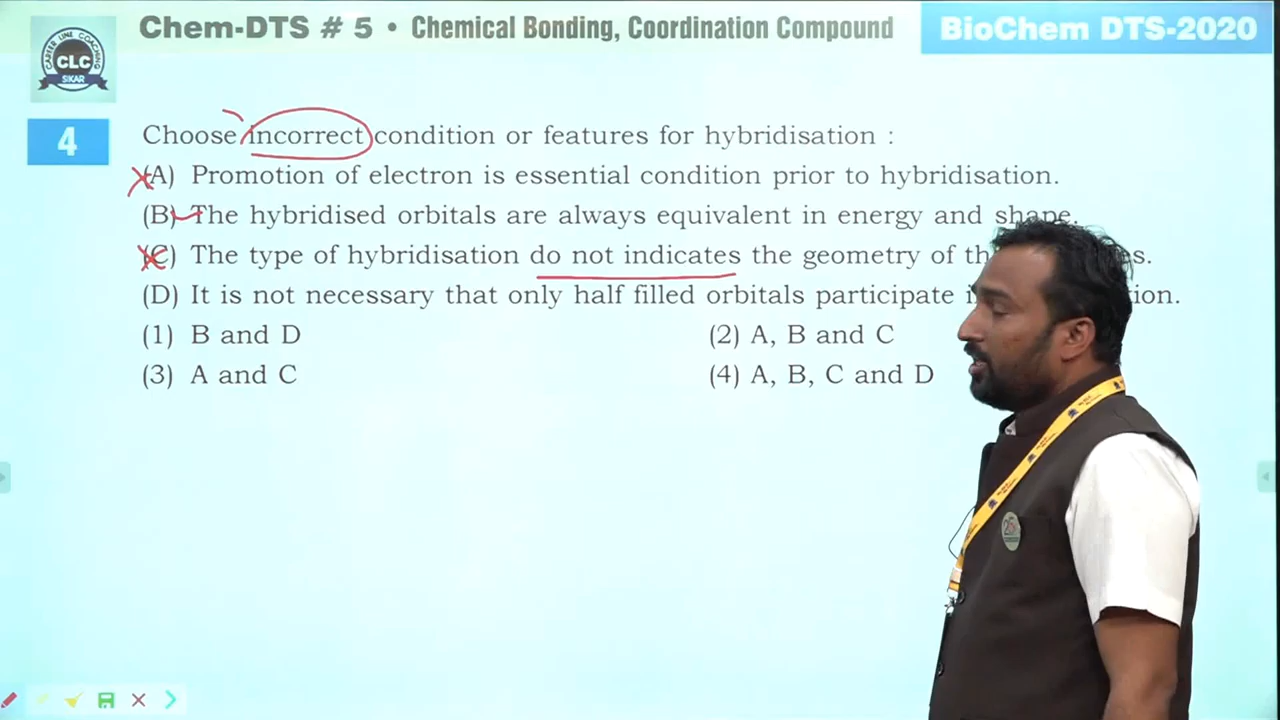 Chem-DTS # 5 • Chemical Bonding, Coordination Compound
BioChem DTS-2020
CAREER LINE COACHING
CLC
SIKAR
4
Choose incorrect condition or features for hybridisation :
(A) Promotion of electron is essential condition prior to hybridisation.
(B) The hybridised orbitals are always equivalent in energy and shape.
(C) The type of hybridisation do not indicates the geometry of
(D) It is not necessary that only half filled orbitals participate
(1) B and D
(2) A, B and C
(3) A and C
(4) A, B, C and D